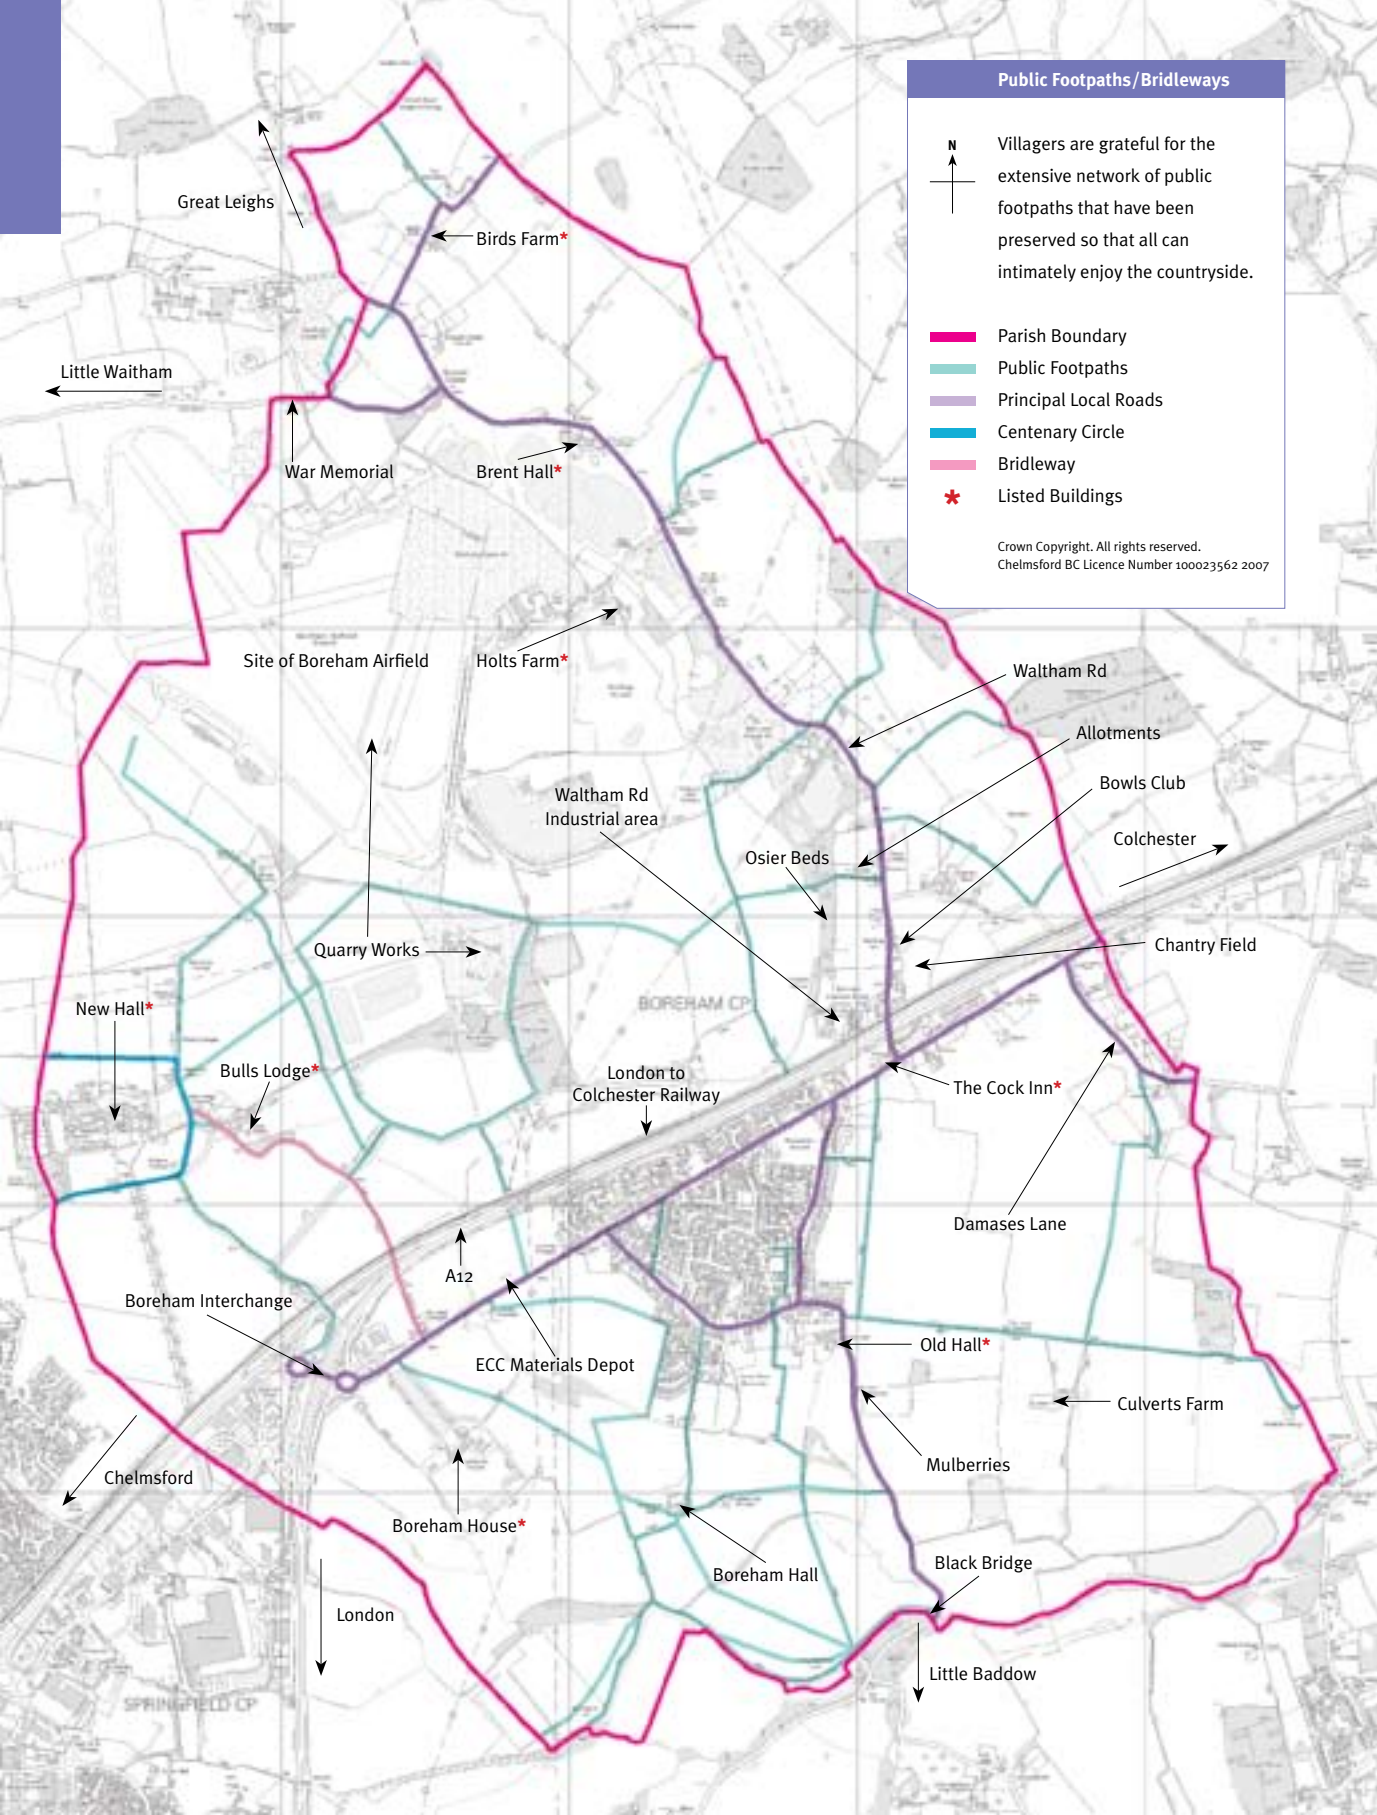 Public Footpaths/Bridleways
N
Villagers are grateful for the
extensive network of public
footpaths that have been
preserved so that all can
intimately enjoy the countryside.
Parish Boundary
Public Footpaths
Principal Local Roads
Centenary Circle
Bridleway
* Listed Buildings
Crown Copyright. All rights reserved.
Chelmsford BC Licence Number 100023562 2007
Great Leighs
Birds Farm*
Little Waitham
War Memorial
Brent Hall*
Site of Boreham Airfield
Holts Farm*
Waltham Rd
Allotments
Bowls Club
Waltham Rd
Industrial area
Colchester
Osier Beds
Quarry Works
Chantry Field
BOREHAM CP
New Hall*
Bulls Lodge*
London to
Colchester Railway
The Cock Inn*
Damases Lane
A12
Boreham Interchange
ECC Materials Depot
Old Hall*
Culverts Farm
Chelmsford
Mulberries
Boreham House*
Boreham Hall
Black Bridge
London
Little Baddow
SPRINGFIELD CP